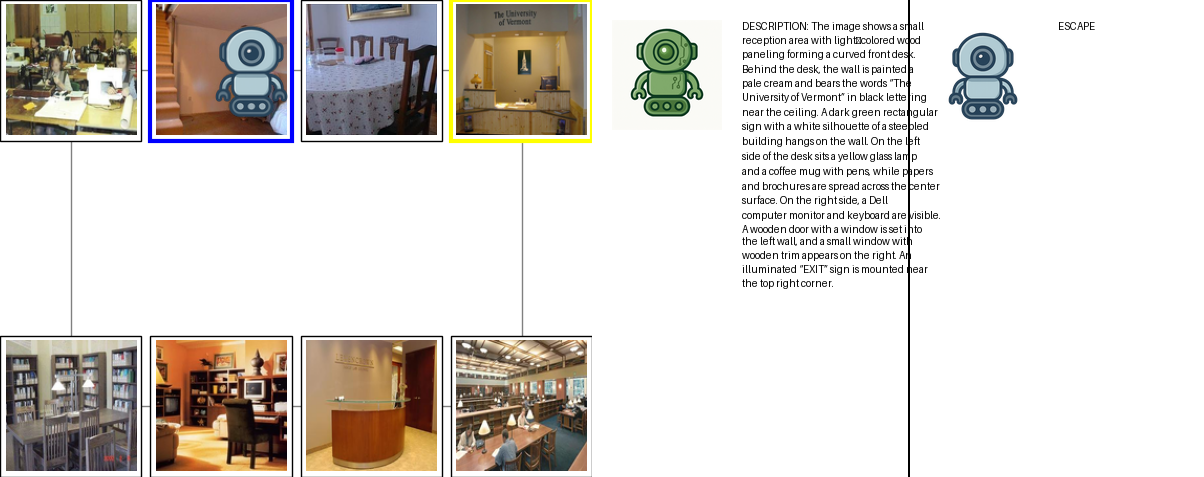 The University
of Vermont
DESCRIPTION: The image shows a small
reception area with light-colored wood
paneling forming a curved front desk.
Behind the desk, the wall is painted a
pale cream and bears the words “The
University of Vermont” in black lettering
near the ceiling. A dark green rectangular
sign with a white silhouette of a steepled
building hangs on the wall. On the left
side of the desk sits a yellow glass lamp
and a coffee mug with pens, while papers
and brochures are spread across the center
surface. On the right side, a Dell
computer monitor and keyboard are visible.
A wooden door with a window is set into
the left wall, and a small window with
wooden trim appears on the right. An
illuminated “EXIT” sign is mounted near
the top right corner.
ESCAPE